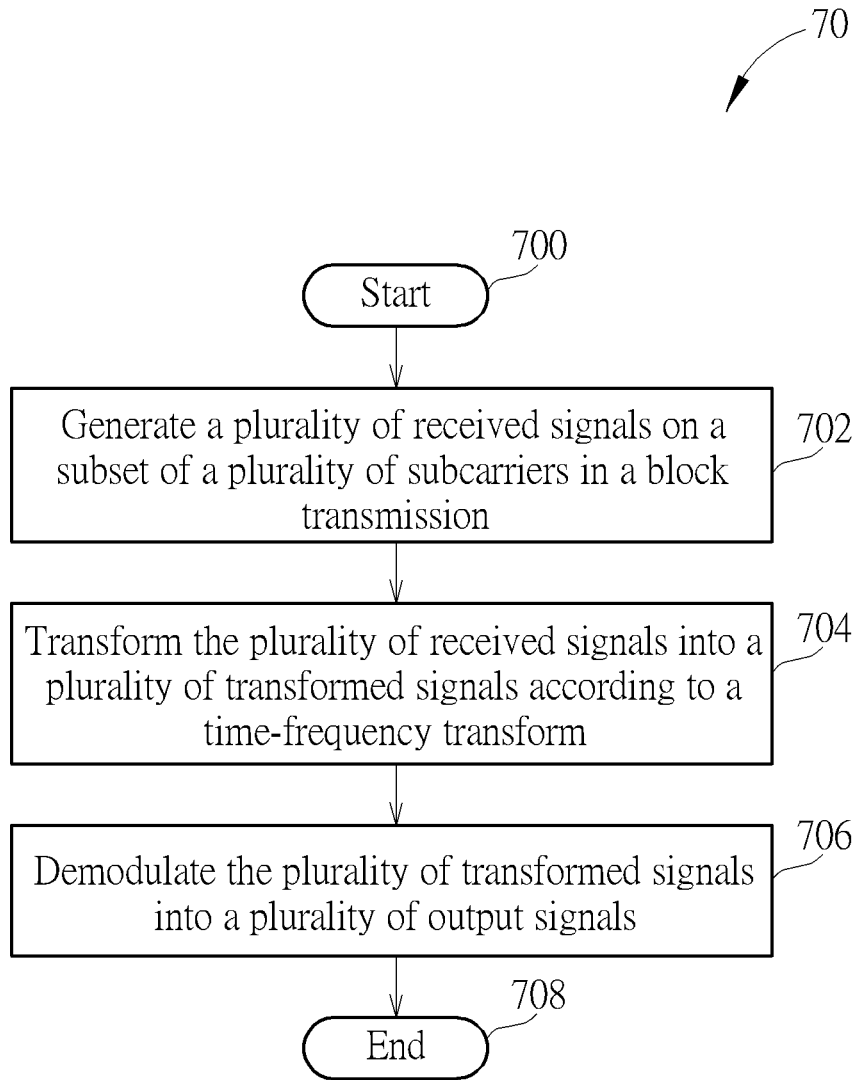 70
700
Start
Generate a plurality of received signals on a
subset of a plurality of subcarriers in a block
transmission
702
Transform the plurality of received signals into a
plurality of transformed signals according to a
time-frequency transform
704
Demodulate the plurality of transformed signals
into a plurality of output signals
706
708
End